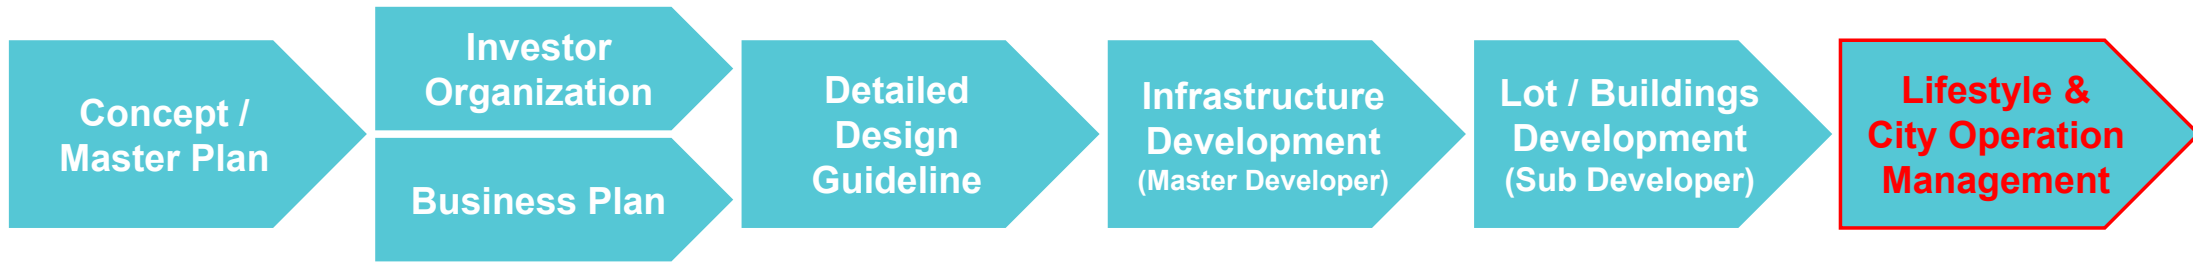 Concept /
Master Plan
Investor
Organization
Business Plan
Detailed
Design
Guideline
Infrastructure
Development
(Master Developer)
Lot / Buildings
Development
(Sub Developer)
Lifestyle &
City Operation
Management